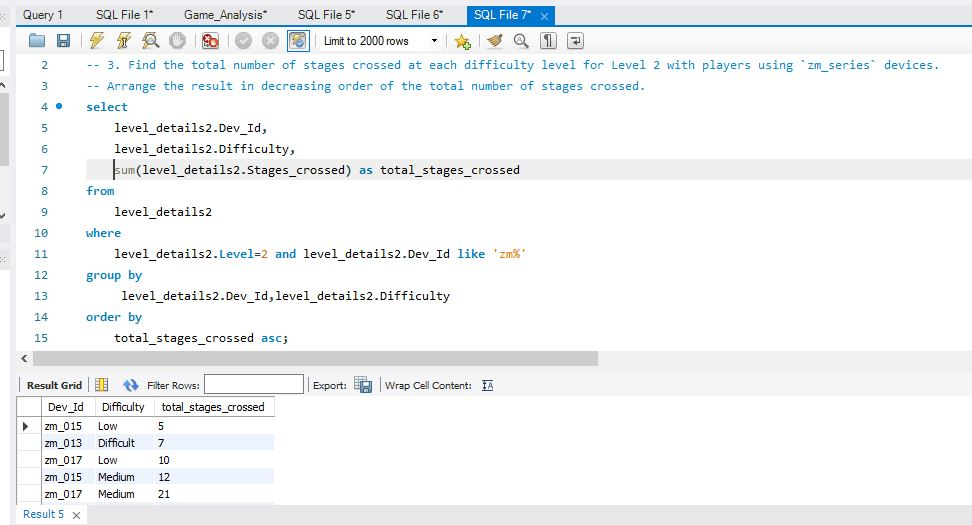 Query 1 SQL File 1* Game_Analysis* SQL File 5* SQL File 6* SQL File 7*
Limit to 2000 rows
2 -- 3. Find the total number of stages crossed at each difficulty level for Level 2 with players using `zm_series` devices.
3 -- Arrange the result in decreasing order of the total number of stages crossed.
4 select
5 level_details2.Dev_Id,
6 level_details2.Difficulty,
7 sum(level_details2.Stages_crossed) as total_stages_crossed
8 from
9 level_details2
10 where
11 level_details2.Level=2 and level_details2.Dev_Id like 'zm%'
12 group by
13 level_details2.Dev_Id,level_details2.Difficulty
14 order by
15 total_stages_crossed asc;
Result Grid Filter Rows: Export: Wrap Cell Content:
Dev_Id Difficulty total_stages_crossed
zm_015 Low 5
zm_013 Difficult 7
zm_017 Low 10
zm_015 Medium 12
zm_017 Medium 21
Result 5